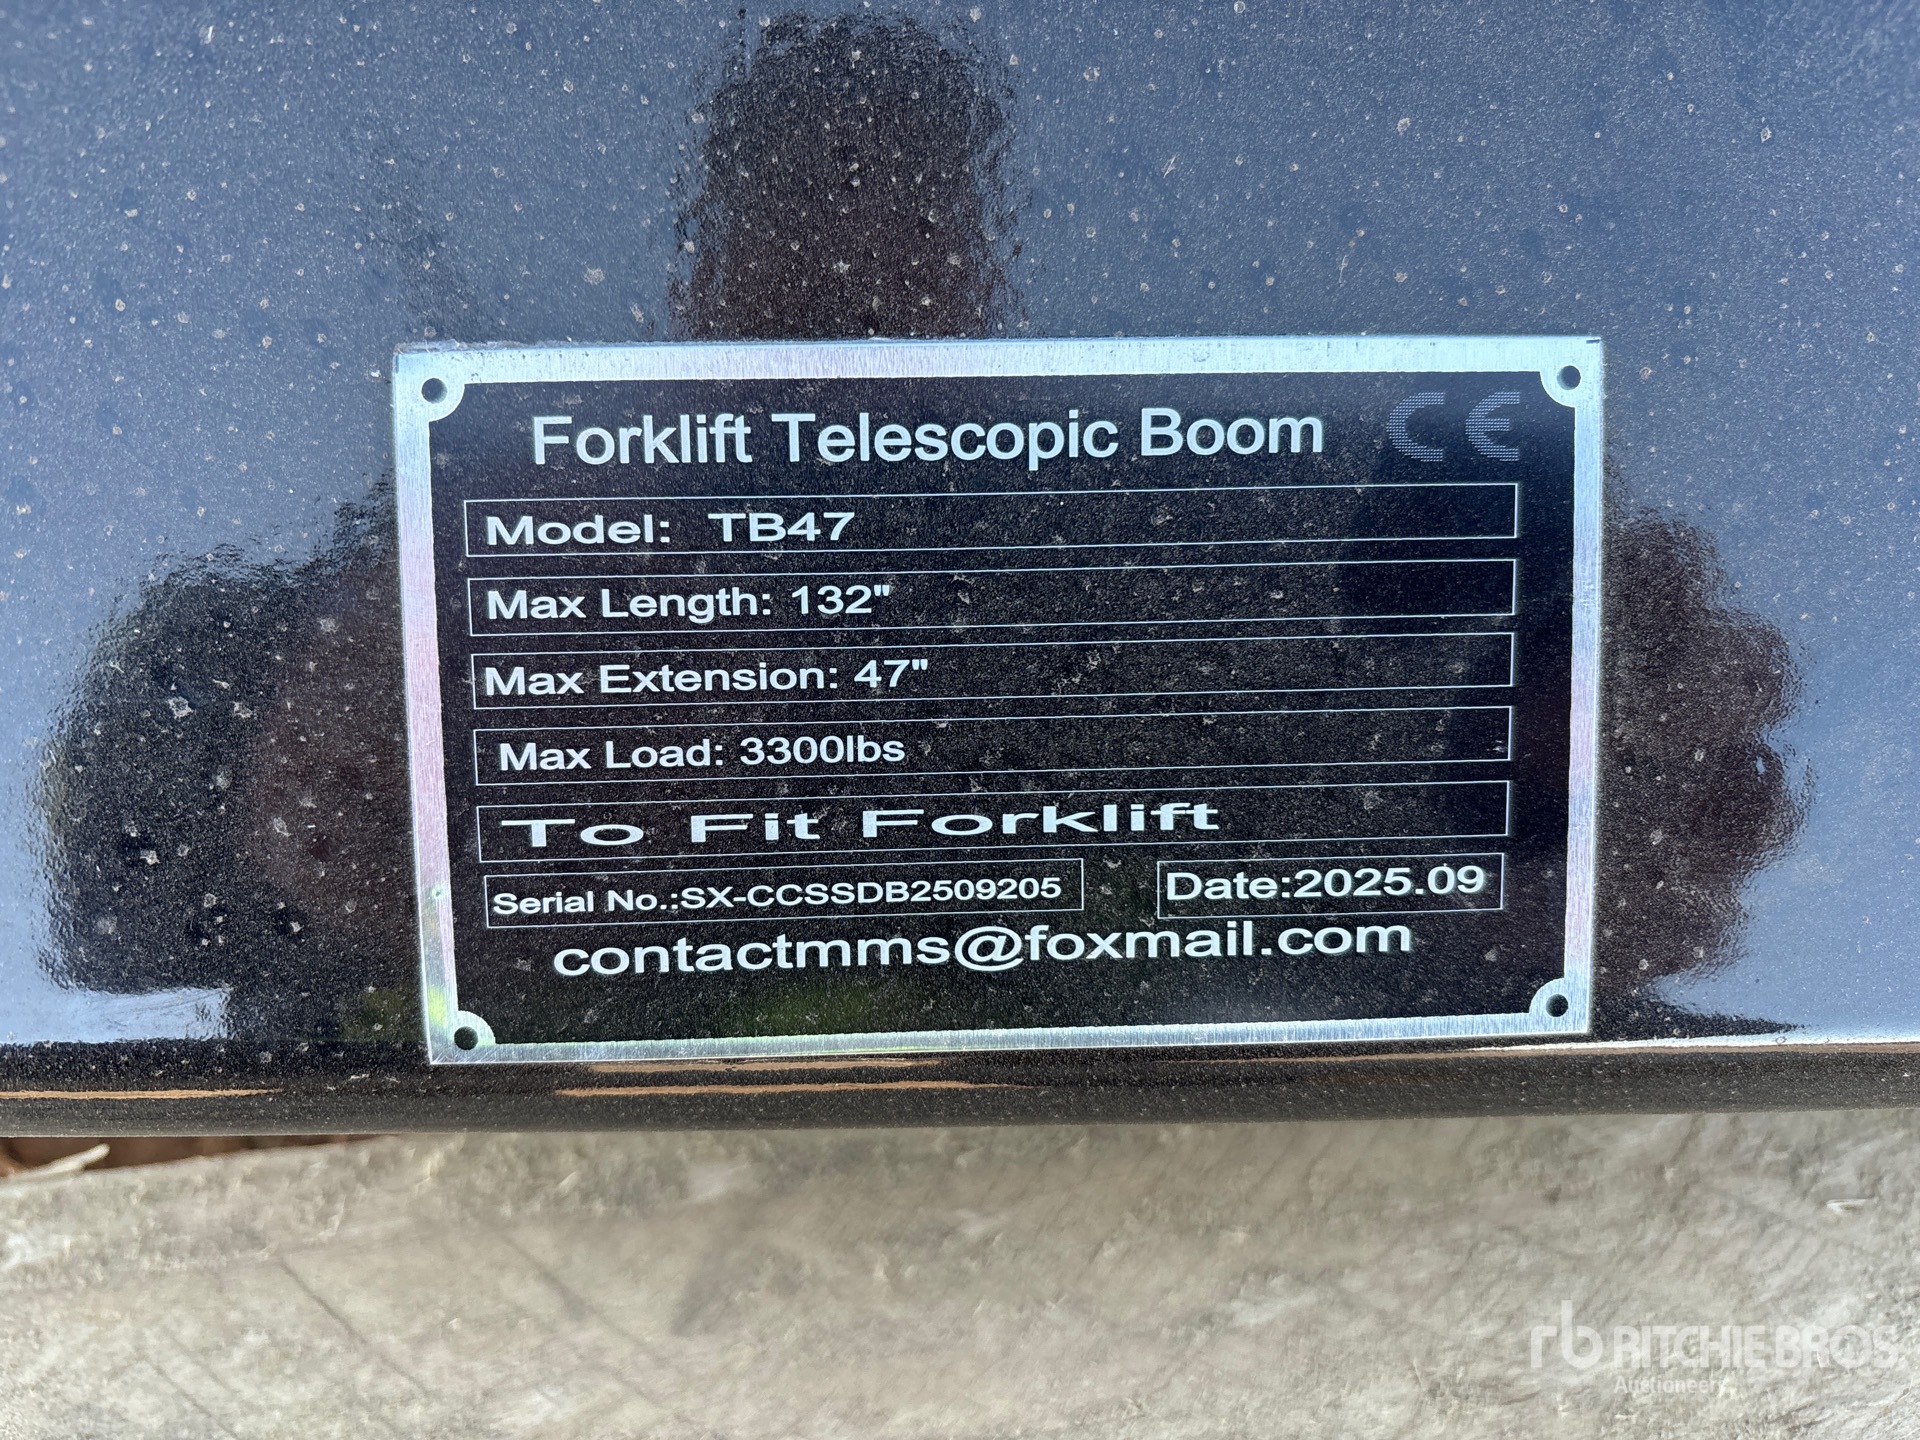 Forklift Telescopic Boom CE
Model: TB47
Max Length: 132"
Max Extension: 47"
Max Load: 3300lbs
To Fit Forklift
Serial No.:SX-CCSSDB2509205 Date:2025.09
contactmms@foxmail.com
rb RITCHIE BROS
Auctioneers